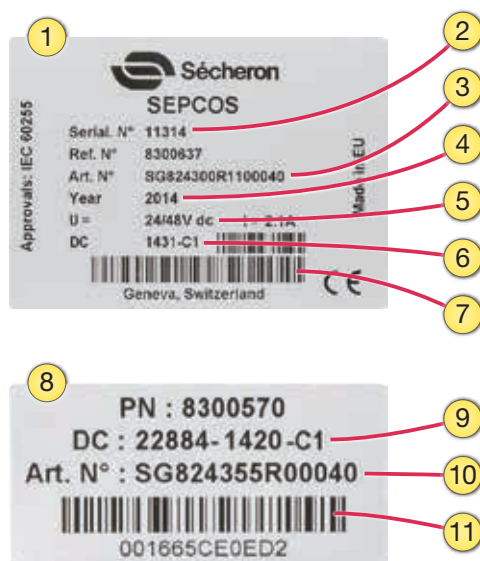 1
2
Sécheron
3
SEPCOS
Serial. N° 11314
4
Ref. N° 8300637
Art. N° SG824300R1100040
Year 2014
5
U = 24/48V dc I = 2.1A
DC 1431-C1
6
Geneva, Switzerland
CE
7
Approvals: IEC 60255
Made in EU
8
PN : 8300570
9
DC : 22884-1420-C1
Art. N° : SG824355R00040
10
11
001665CE0ED2